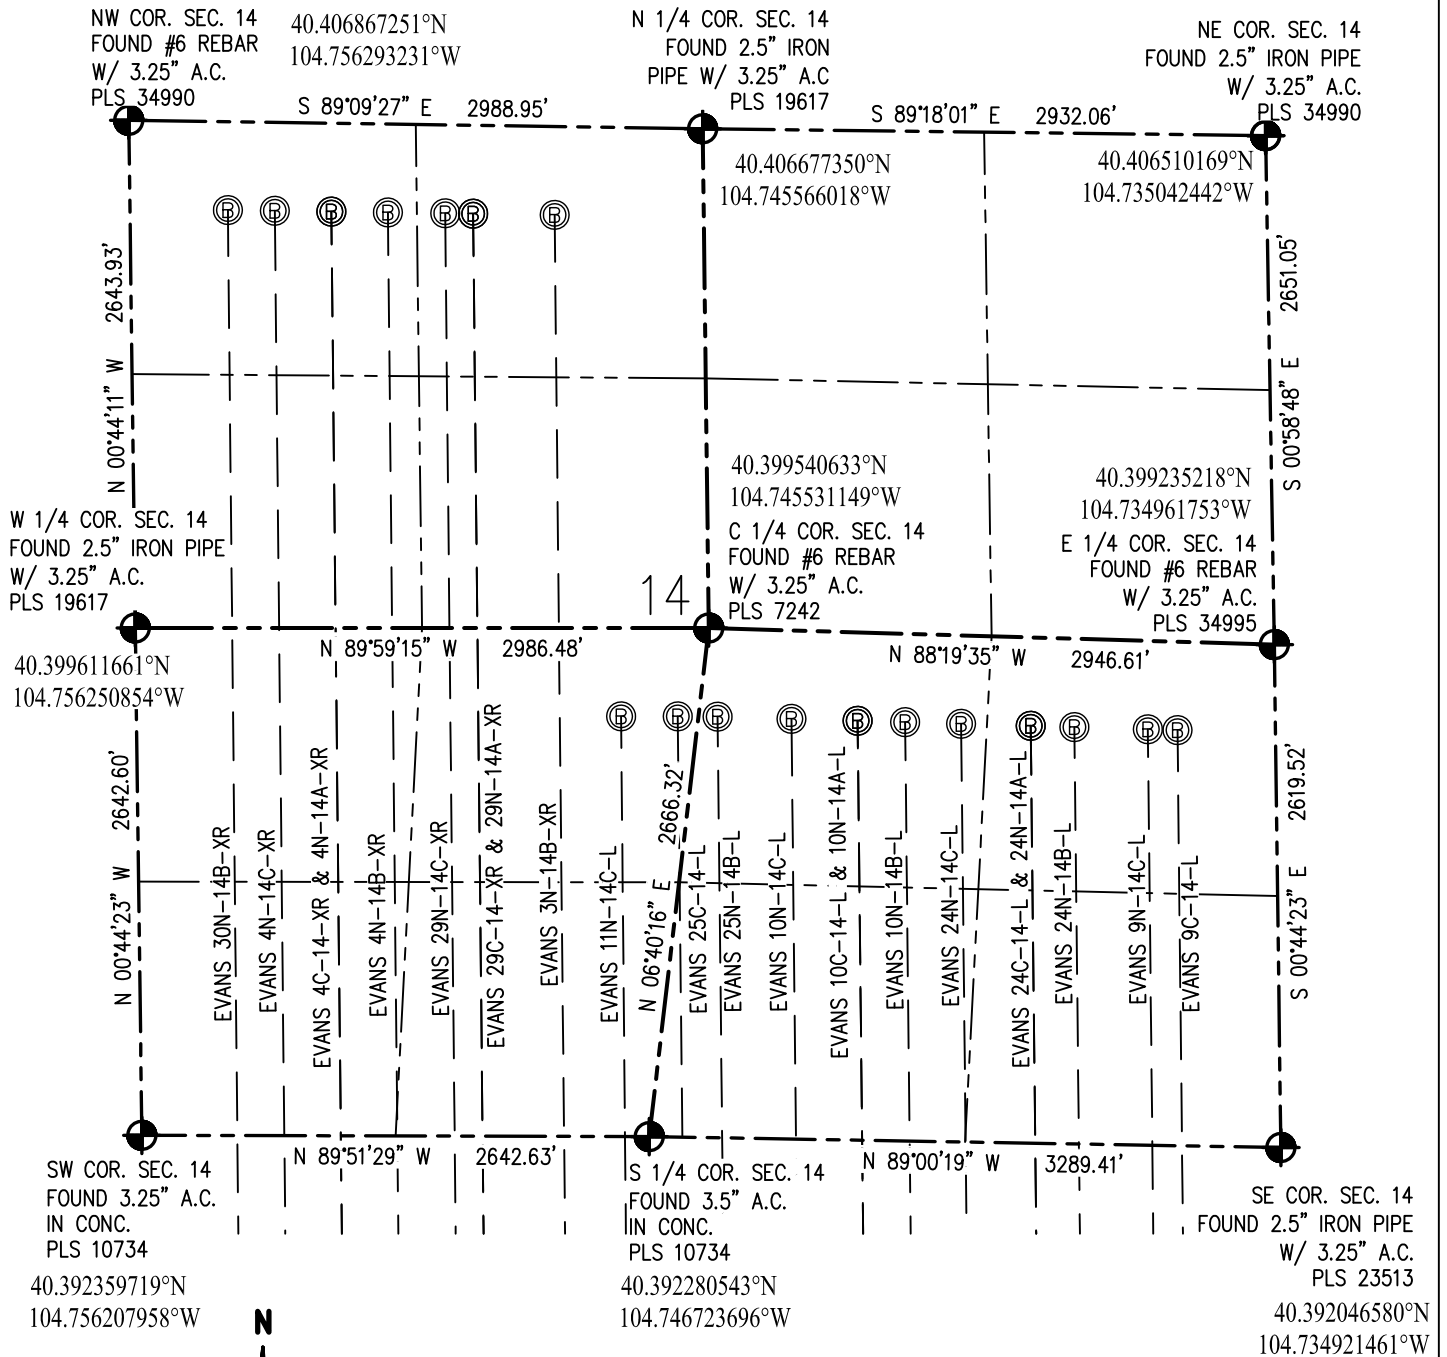 NW COR. SEC. 14
FOUND #6 REBAR
W/ 3.25" A.C.
PLS 34990
40.406867251°N
104.756293231°W
N 1/4 COR. SEC. 14
FOUND 2.5" IRON
PIPE W/ 3.25" A.C
PLS 19617
NE COR. SEC. 14
FOUND 2.5" IRON PIPE
W/ 3.25" A.C.
PLS 34990
S 89°09'27" E 2988.95'
S 89°18'01" E 2932.06'
40.406677350°N
104.745566018°W
40.406510169°N
104.735042442°W
B B B B B B B
N 00°44'11" W 2643.93'
S 00°58'48" E 2651.05'
40.399540633°N
104.745531149°W
C 1/4 COR. SEC. 14
FOUND #6 REBAR
W/ 3.25" A.C.
PLS 7242
40.399235218°N
104.734961753°W
E 1/4 COR. SEC. 14
FOUND #6 REBAR
W/ 3.25" A.C.
PLS 34995
W 1/4 COR. SEC. 14
FOUND 2.5" IRON PIPE
W/ 3.25" A.C.
PLS 19617
14
N 89°59'15" W 2986.48'
N 88°19'35" W 2946.61'
40.399611661°N
104.756250854°W
B B B B B B B B B B B
N 00°44'23" W 2642.60'
EVANS 30N-14B-XR
EVANS 4N-14C-XR
EVANS 4C-14-XR & 4N-14A-XR
EVANS 4N-14B-XR
EVANS 29N-14C-XR
EVANS 29C-14-XR & 29N-14A-XR
EVANS 3N-14B-XR
EVANS 11N-14C-L
N 06°40'16" E 2666.32'
EVANS 25C-14-L
EVANS 25N-14B-L
EVANS 10N-14C-L
EVANS 10C-14-L & 10N-14A-L
EVANS 10N-14B-L
EVANS 24N-14C-L
EVANS 24C-14-L & 24N-14A-L
EVANS 24N-14B-L
EVANS 9N-14C-L
EVANS 9C-14-L
S 00°44'23" E 2619.52'
N 89°51'29" W 2642.63'
N 89°00'19" W 3289.41'
SW COR. SEC. 14
FOUND 3.25" A.C.
IN CONC.
PLS 10734
40.392359719°N
104.756207958°W
S 1/4 COR. SEC. 14
FOUND 3.5" A.C.
IN CONC.
PLS 10734
40.392280543°N
104.746723696°W
SE COR. SEC. 14
FOUND 2.5" IRON PIPE
W/ 3.25" A.C.
PLS 23513
40.392046580°N
104.734921461°W
N